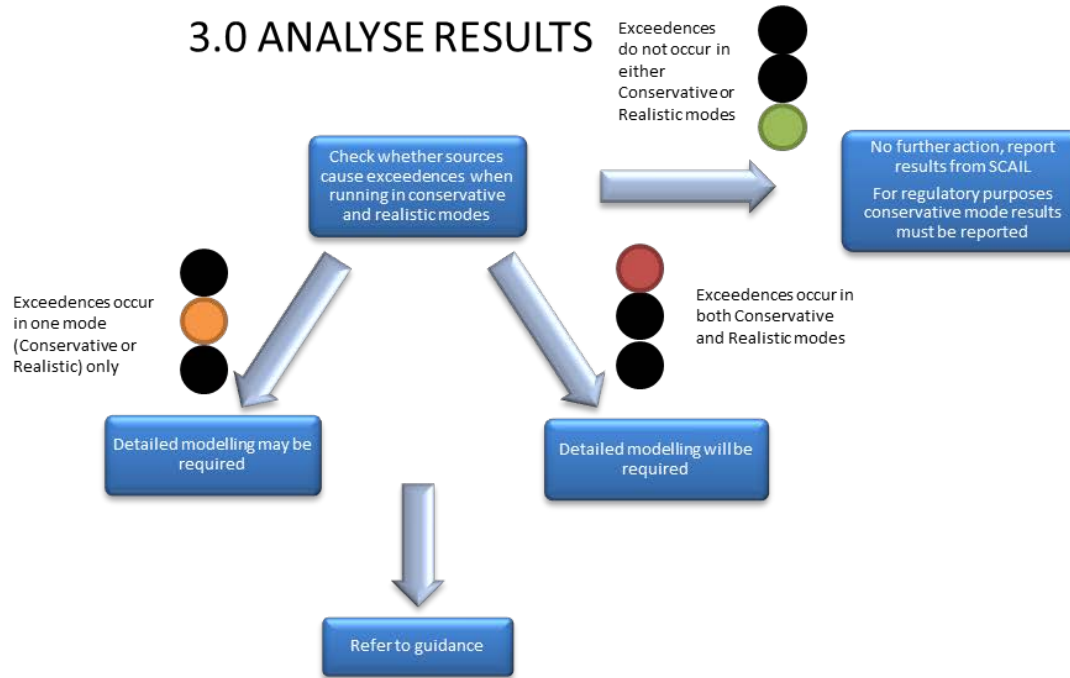 3.0 ANALYSE RESULTS
Exceedences
do not occur in
either
Conservative or
Realistic modes
Check whether sources
cause exceedences when
running in conservative
and realistic modes
No further action, report
results from SCAIL
For regulatory purposes
conservative mode results
must be reported
Exceedences occur
in one mode
(Conservative or
Realistic) only
Exceedences occur in
both Conservative
and Realistic modes
Detailed modelling may be
required
Detailed modelling will be
required
Refer to guidance